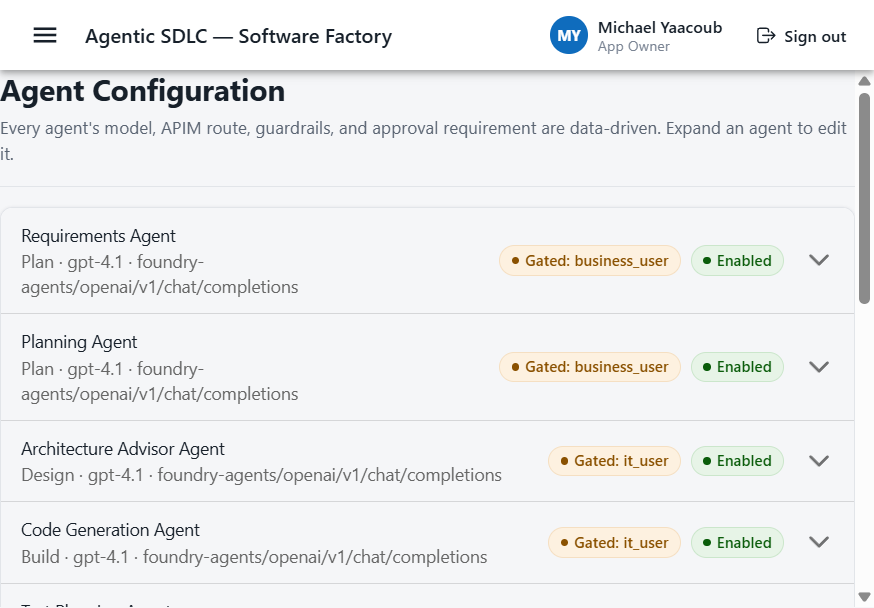 Agentic SDLC — Software Factory
MY
Michael Yaacoub
App Owner
Sign out
Agent Configuration
Every agent's model, APIM route, guardrails, and approval requirement are data-driven. Expand an agent to edit
it.
Requirements Agent
Plan · gpt-4.1 · foundry-
agents/openai/v1/chat/completions
Gated: business_user
Enabled
Planning Agent
Plan · gpt-4.1 · foundry-
agents/openai/v1/chat/completions
Gated: business_user
Enabled
Architecture Advisor Agent
Design · gpt-4.1 · foundry-agents/openai/v1/chat/completions
Gated: it_user
Enabled
Code Generation Agent
Build · gpt-4.1 · foundry-agents/openai/v1/chat/completions
Gated: it_user
Enabled